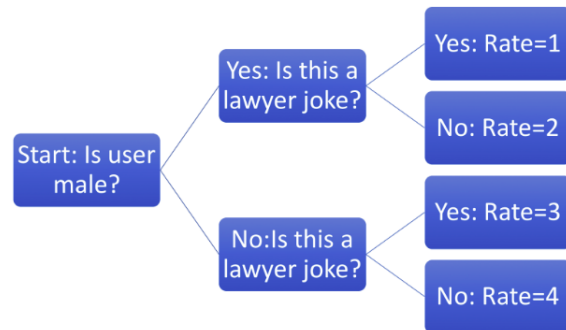 Start: Is user
male?
Yes: Is this a
lawyer joke?
Yes: Rate=1
No: Rate=2
No:Is this a
lawyer joke?
Yes: Rate=3
No: Rate=4